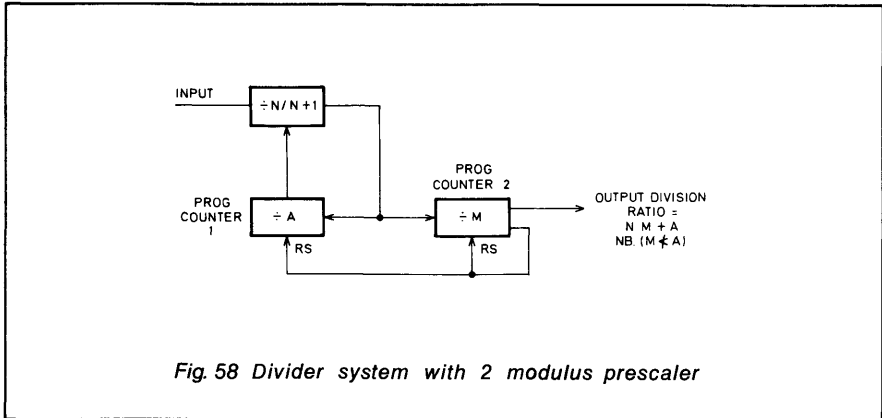 INPUT
÷N/N+1
PROG
COUNTER
1
÷A
RS
PROG
COUNTER 2
÷M
RS
OUTPUT DIVISION
RATIO =
N M + A
NB. (M ≮ A)
Fig. 58 Divider system with 2 modulus prescaler